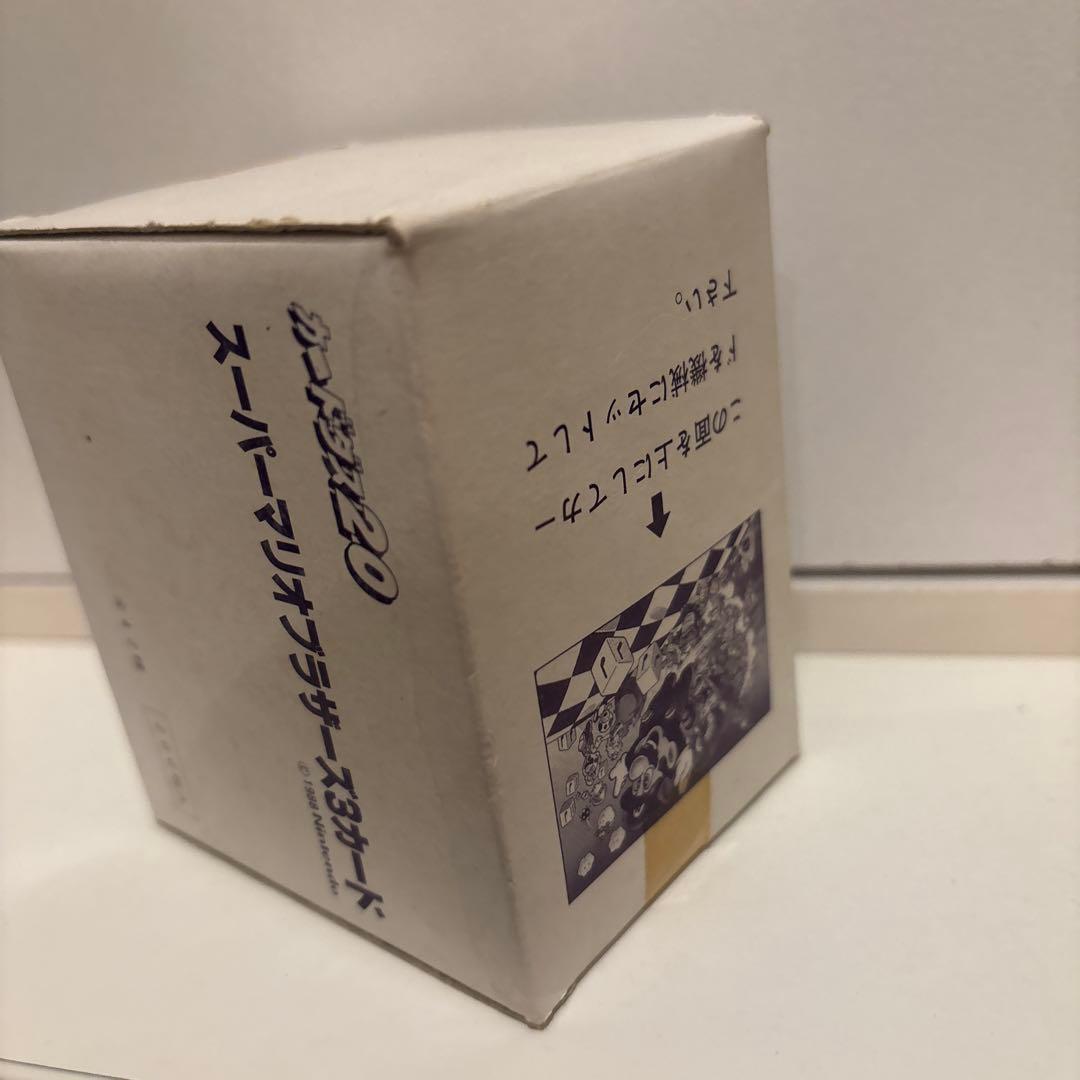 カードダス20
スーパーマリオブラザーズ3カード
© 1988 Nintendo
この面を上にしてカー
ドを機械にセットして
下さい。